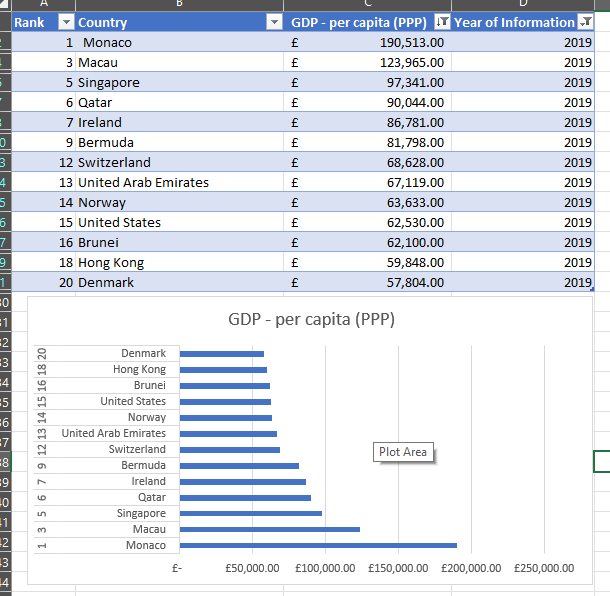 A B C D
Rank Country GDP - per capita (PPP) Year of Information
1 Monaco £ 190,513.00 2019
3 Macau £ 123,965.00 2019
5 Singapore £ 97,341.00 2019
6 Qatar £ 90,044.00 2019
7 Ireland £ 86,781.00 2019
9 Bermuda £ 81,798.00 2019
12 Switzerland £ 68,628.00 2019
13 United Arab Emirates £ 67,119.00 2019
14 Norway £ 63,633.00 2019
15 United States £ 62,530.00 2019
16 Brunei £ 62,100.00 2019
18 Hong Kong £ 59,848.00 2019
20 Denmark £ 57,804.00 2019
GDP - per capita (PPP)
20 Denmark
18 Hong Kong
16 Brunei
15 United States
14 Norway
13 United Arab Emirates
12 Switzerland
Plot Area
9 Bermuda
7 Ireland
6 Qatar
5 Singapore
3 Macau
1 Monaco
£- £50,000.00 £100,000.00 £150,000.00 £200,000.00 £250,000.00